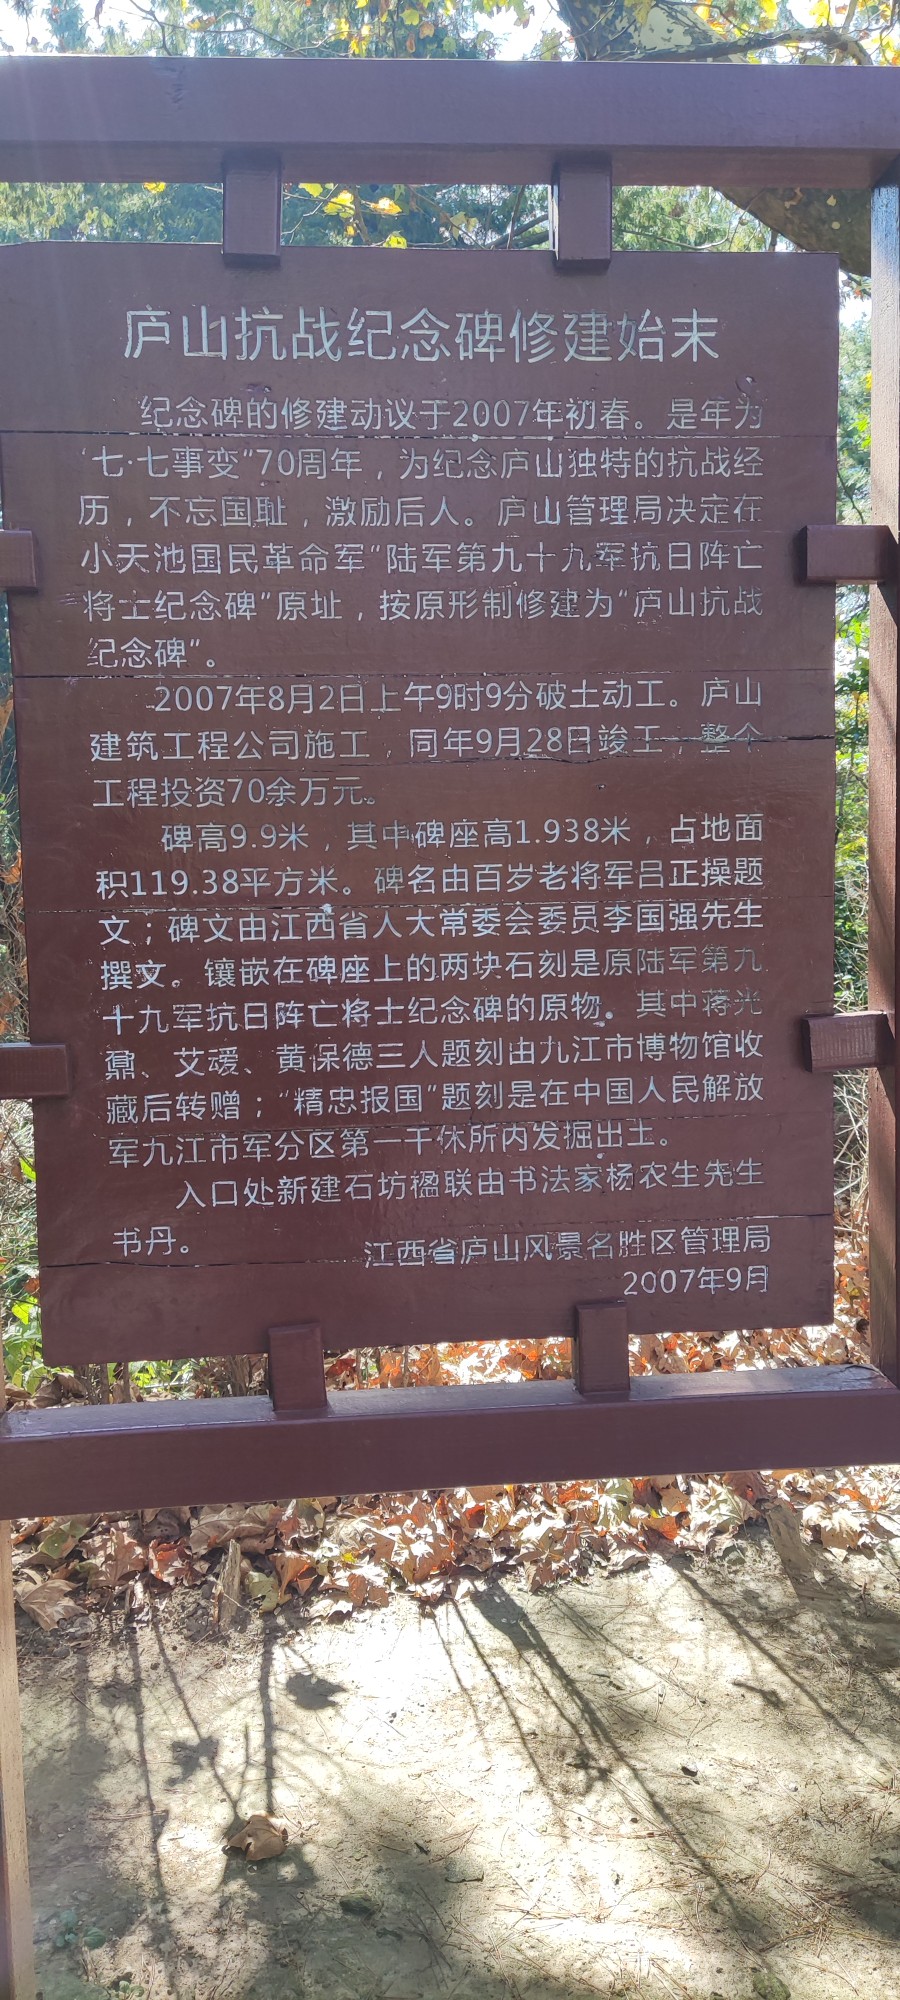 庐山抗战纪念碑修建始末
纪念碑的修建动议于2007年初春。是年为
“七·七事变”70周年，为纪念庐山独特的抗战经
历，不忘国耻，激励后人。庐山管理局决定在
小天池国民革命军“陆军第九十九军抗日阵亡
将士纪念碑”原址，按原形制修建为“庐山抗战
纪念碑”。
2007年8月2日上午9时9分破土动工。庐山
建筑工程公司施工，同年9月28日竣工，整个
工程投资70余万元。
碑高9.9米，其中碑座高1.938米，占地面
积119.38平方米。碑名由百岁老将军吕正操题
文；碑文由江西省人大常委会委员李国强先生
撰文。镶嵌在碑座上的两块石刻是原陆军第九
十九军抗日阵亡将士纪念碑的原物。其中蒋光
鼐、艾叆、黄保德三人题刻由九江市博物馆收
藏后转赠；“精忠报国”题刻是在中国人民解放
军九江市军分区第一干休所内发掘出土。
入口处新建石坊楹联由书法家杨农生先生
书丹。
江西省庐山风景名胜区管理局
2007年9月